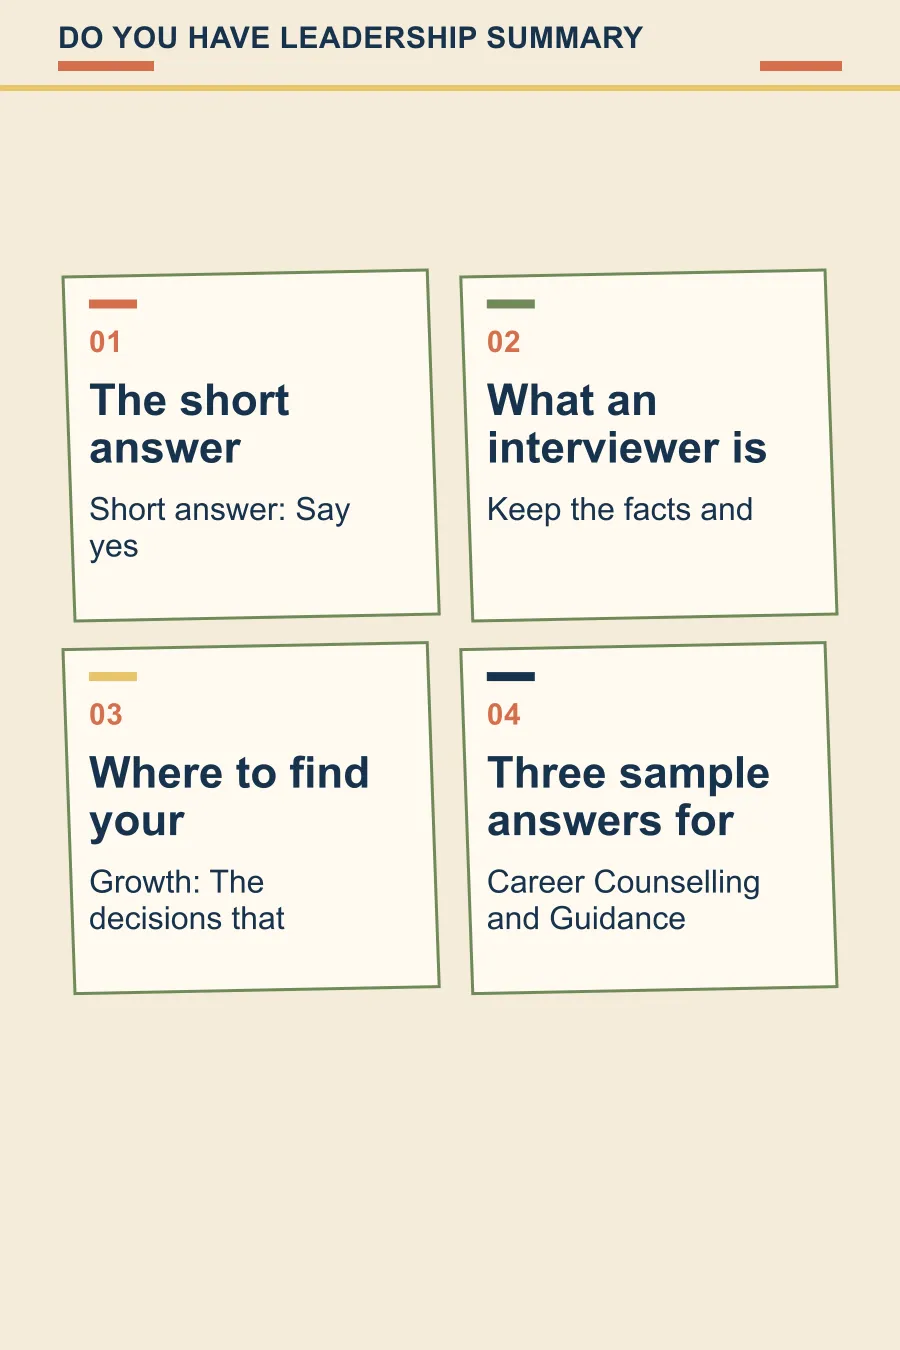 DO YOU HAVE LEADERSHIP SUMMARY
01
The short
answer
Short answer: Say
yes
02
What an
interviewer is
Keep the facts and
03
Where to find
your
Growth: The
decisions that
04
Three sample
answers for
Career Counselling
and Guidance